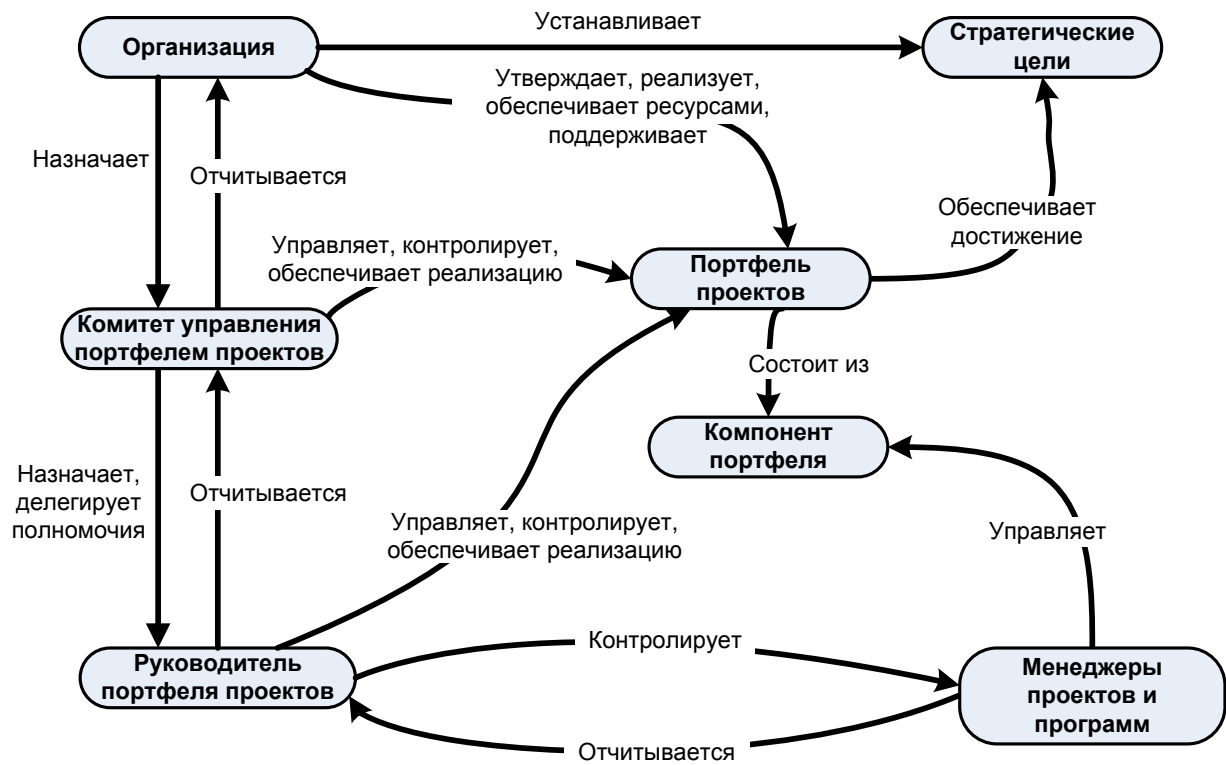 Организация
Устанавливает
Стратегические
цели
Утверждает, реализует,
обеспечивает ресурсами,
поддерживает
Назначает
Отчитывается
Обеспечивает
достижение
Управляет, контролирует,
обеспечивает реализацию
Портфель
проектов
Комитет управления
портфелем проектов
Состоит из
Компонент
портфеля
Назначает,
делегирует
полномочия
Отчитывается
Управляет, контролирует,
обеспечивает реализацию
Управляет
Контролирует
Руководитель
портфеля проектов
Менеджеры
проектов и
программ
Отчитывается